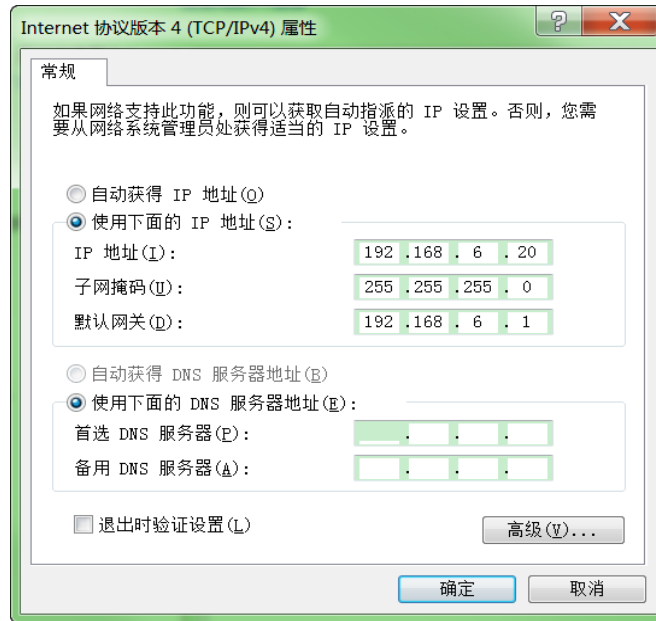 Internet 协议版本 4 (TCP/IPv4) 属性
常规
如果网络支持此功能，则可以获取自动指派的 IP 设置。否则，您需
要从网络系统管理员处获得适当的 IP 设置。
自动获得 IP 地址(O)
使用下面的 IP 地址(S):
IP 地址(I): 192 .168 . 6 . 20
子网掩码(U): 255 .255 .255 . 0
默认网关(D): 192 .168 . 6 . 1
自动获得 DNS 服务器地址(B)
使用下面的 DNS 服务器地址(E):
首选 DNS 服务器(P): . . .
备用 DNS 服务器(A): . . .
退出时验证设置(L)
高级(V)...
确定 取消